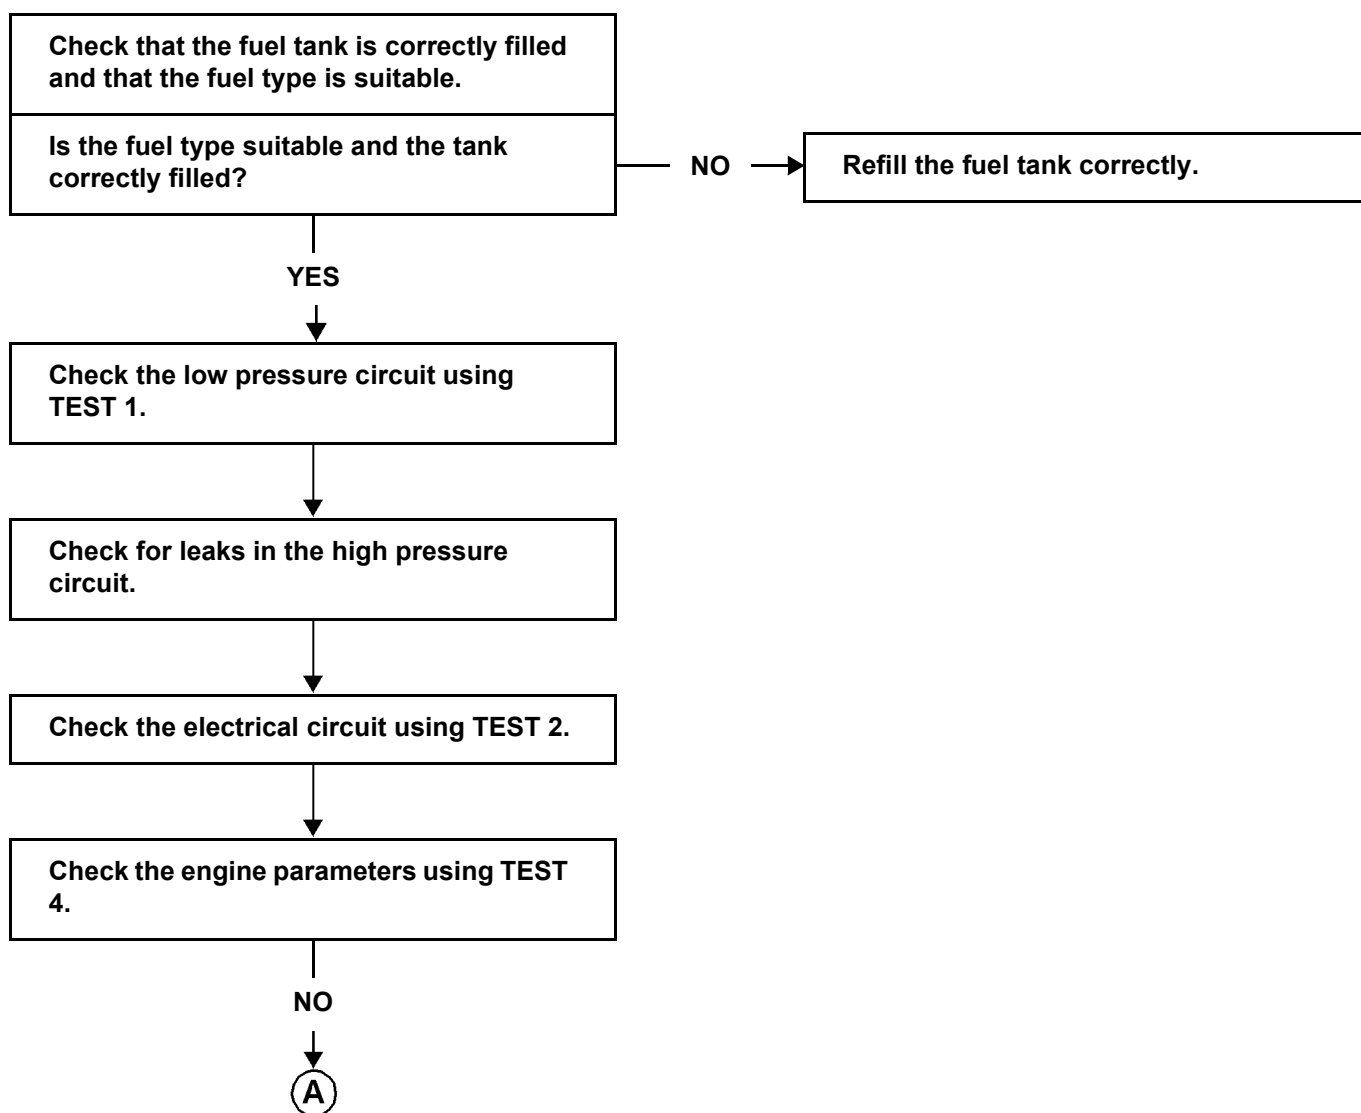 Check that the fuel tank is correctly filled
and that the fuel type is suitable.
Is the fuel type suitable and the tank
correctly filled?
NO
Refill the fuel tank correctly.
YES
Check the low pressure circuit using
TEST 1.
Check for leaks in the high pressure
circuit.
Check the electrical circuit using TEST 2.
Check the engine parameters using TEST
4.
NO
A